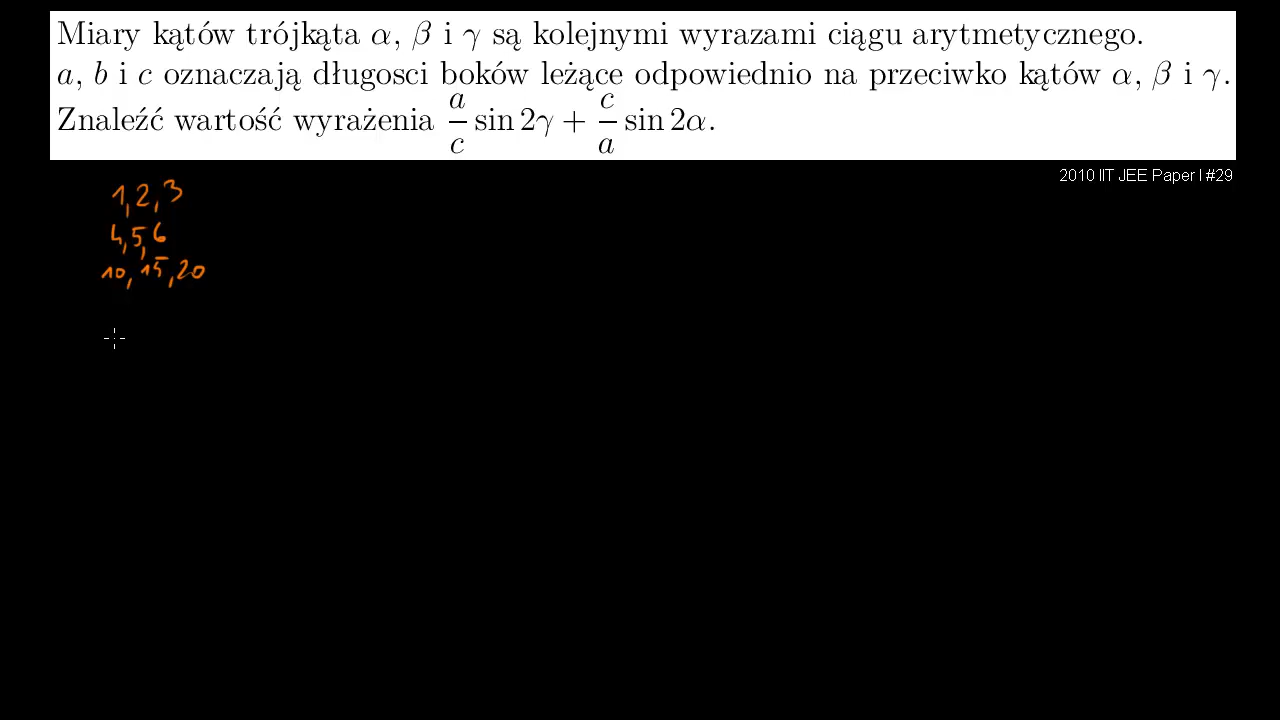 Miary kątów trójkąta α, β i γ są kolejnymi wyrazami ciągu arytmetycznego.
a, b i c oznaczają długosci boków leżące odpowiednio na przeciwko kątów α, β i γ.
Znaleźć wartość wyrażenia a/c sin 2γ + c/a sin 2α.
2010 IIT JEE Paper I #29
1, 2, 3
4, 5, 6
10, 15, 20